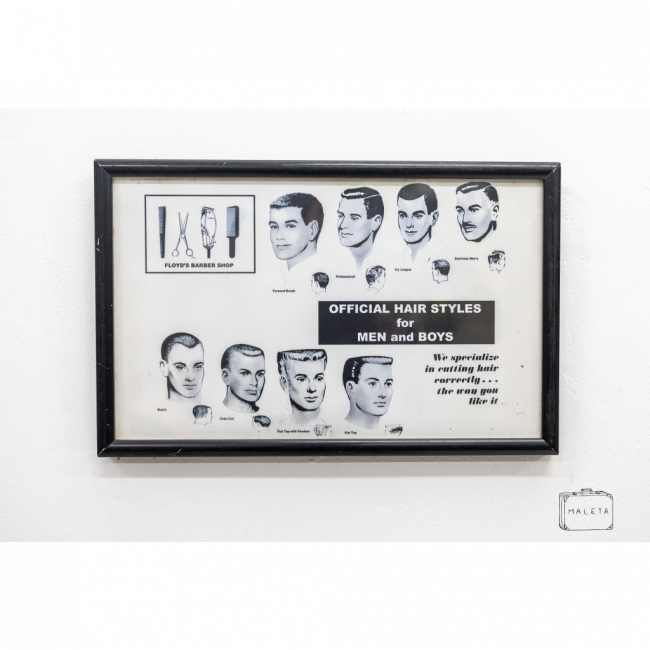 FLOYD'S BARBER SHOP
Forward Brush
Professional
Ivy League
Business Men's
OFFICIAL HAIR STYLES
for
MEN and BOYS
We specialize
in cutting hair
correctly . . .
the way you
like it
Butch
Crew Cut
Flat Top with Fenders
Flat Top
MALETA